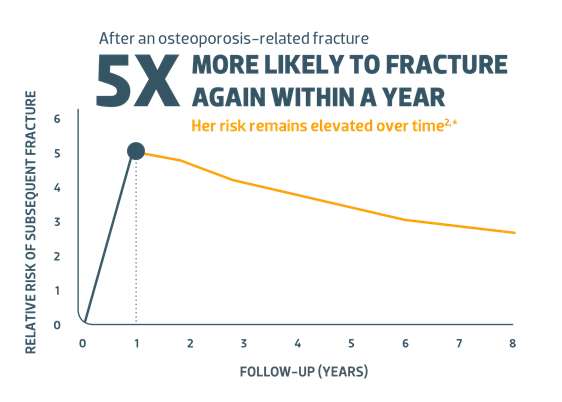 After an osteoporosis-related fracture
5X MORE LIKELY TO FRACTURE
AGAIN WITHIN A YEAR
Her risk remains elevated over time2,*
RELATIVE RISK OF SUBSEQUENT FRACTURE
6
5
4
3
2
1
0
0 1 2 3 4 5 6 7 8
FOLLOW-UP (YEARS)